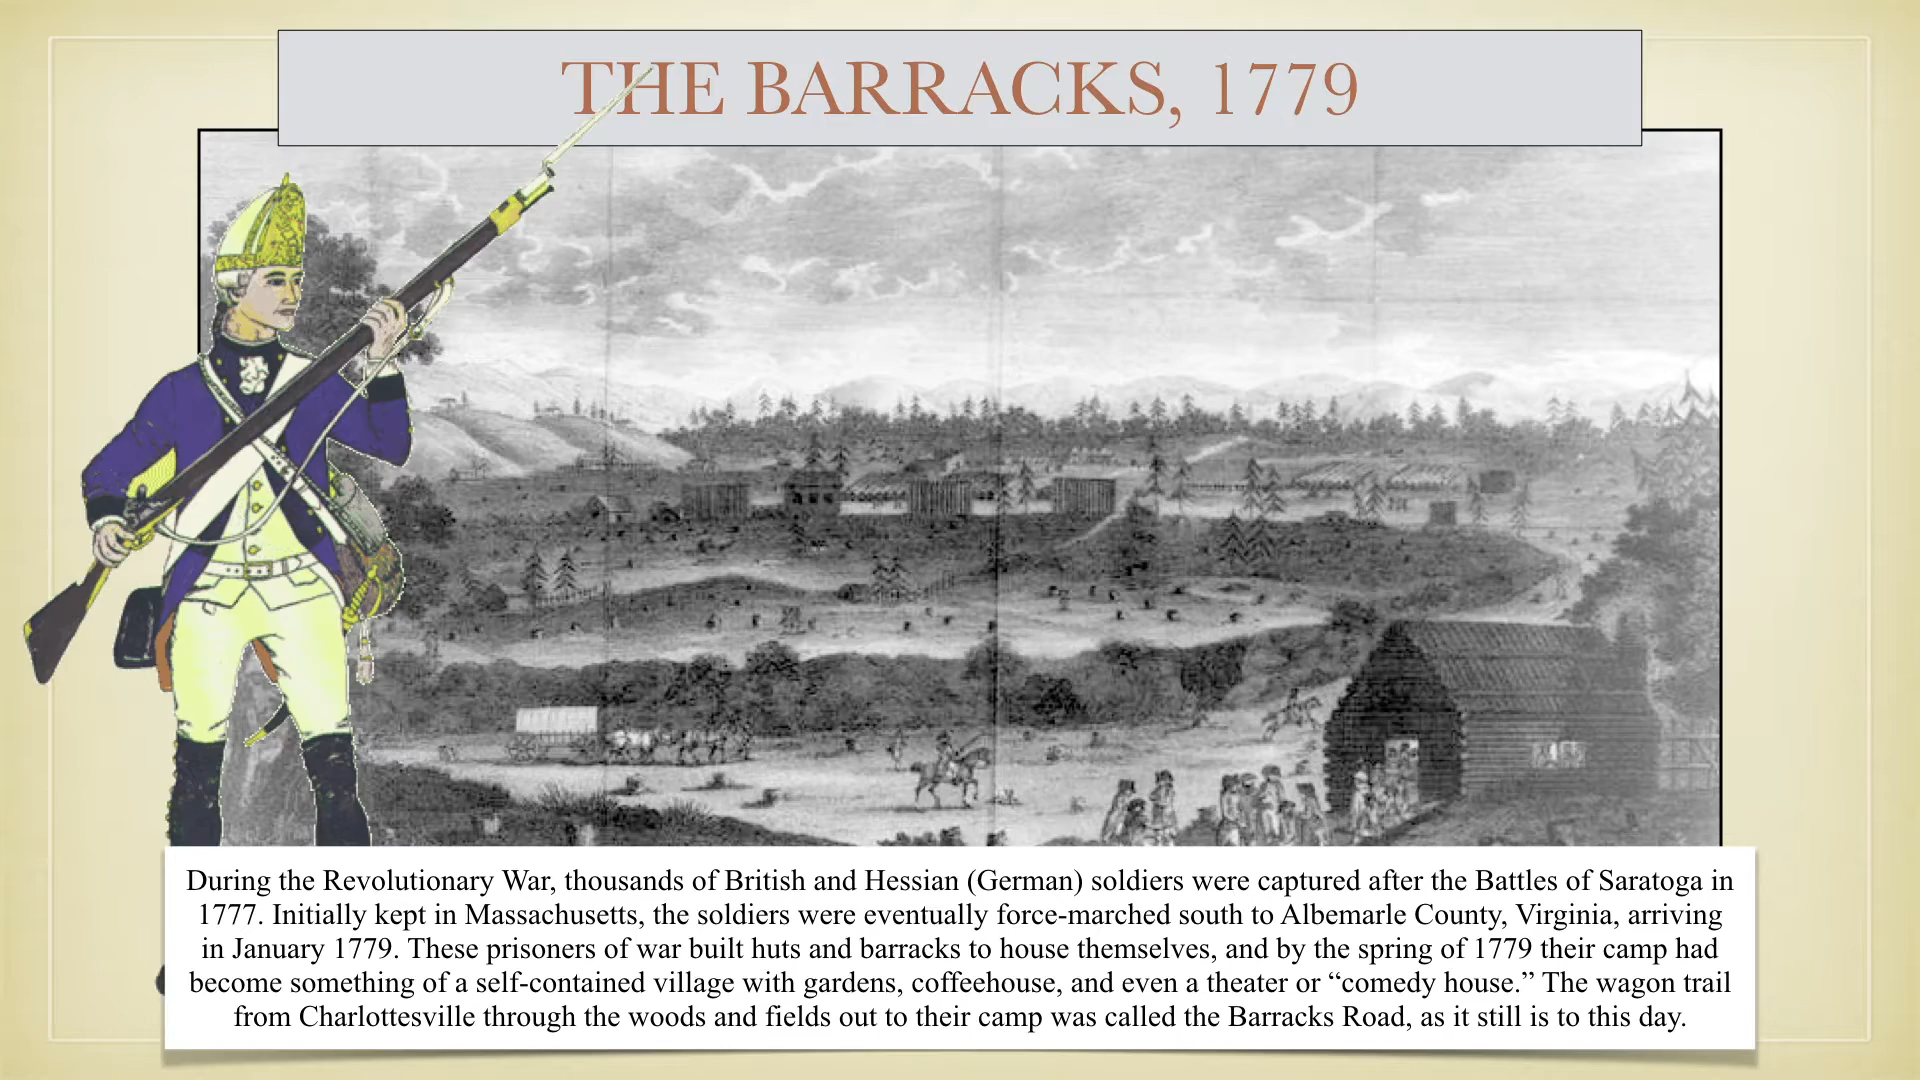 THE BARRACKS, 1779
During the Revolutionary War, thousands of British and Hessian (German) soldiers were captured after the Battles of Saratoga in
1777. Initially kept in Massachusetts, the soldiers were eventually force-marched south to Albemarle County, Virginia, arriving
in January 1779. These prisoners of war built huts and barracks to house themselves, and by the spring of 1779 their camp had
become something of a self-contained village with gardens, coffeehouse, and even a theater or “comedy house.” The wagon trail
from Charlottesville through the woods and fields out to their camp was called the Barracks Road, as it still is to this day.